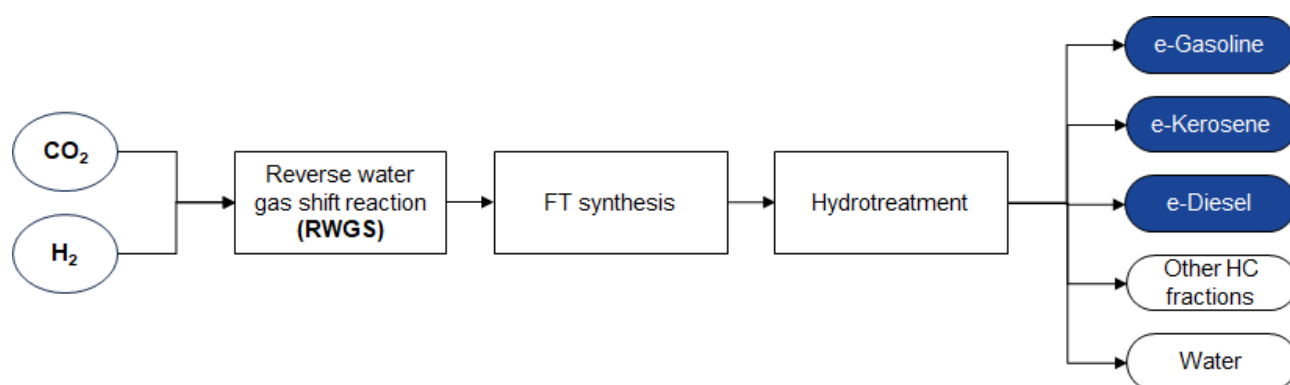 CO₂
H₂
Reverse water
gas shift reaction
(RWGS)
FT synthesis
Hydrotreatment
e-Gasoline
e-Kerosene
e-Diesel
Other HC
fractions
Water